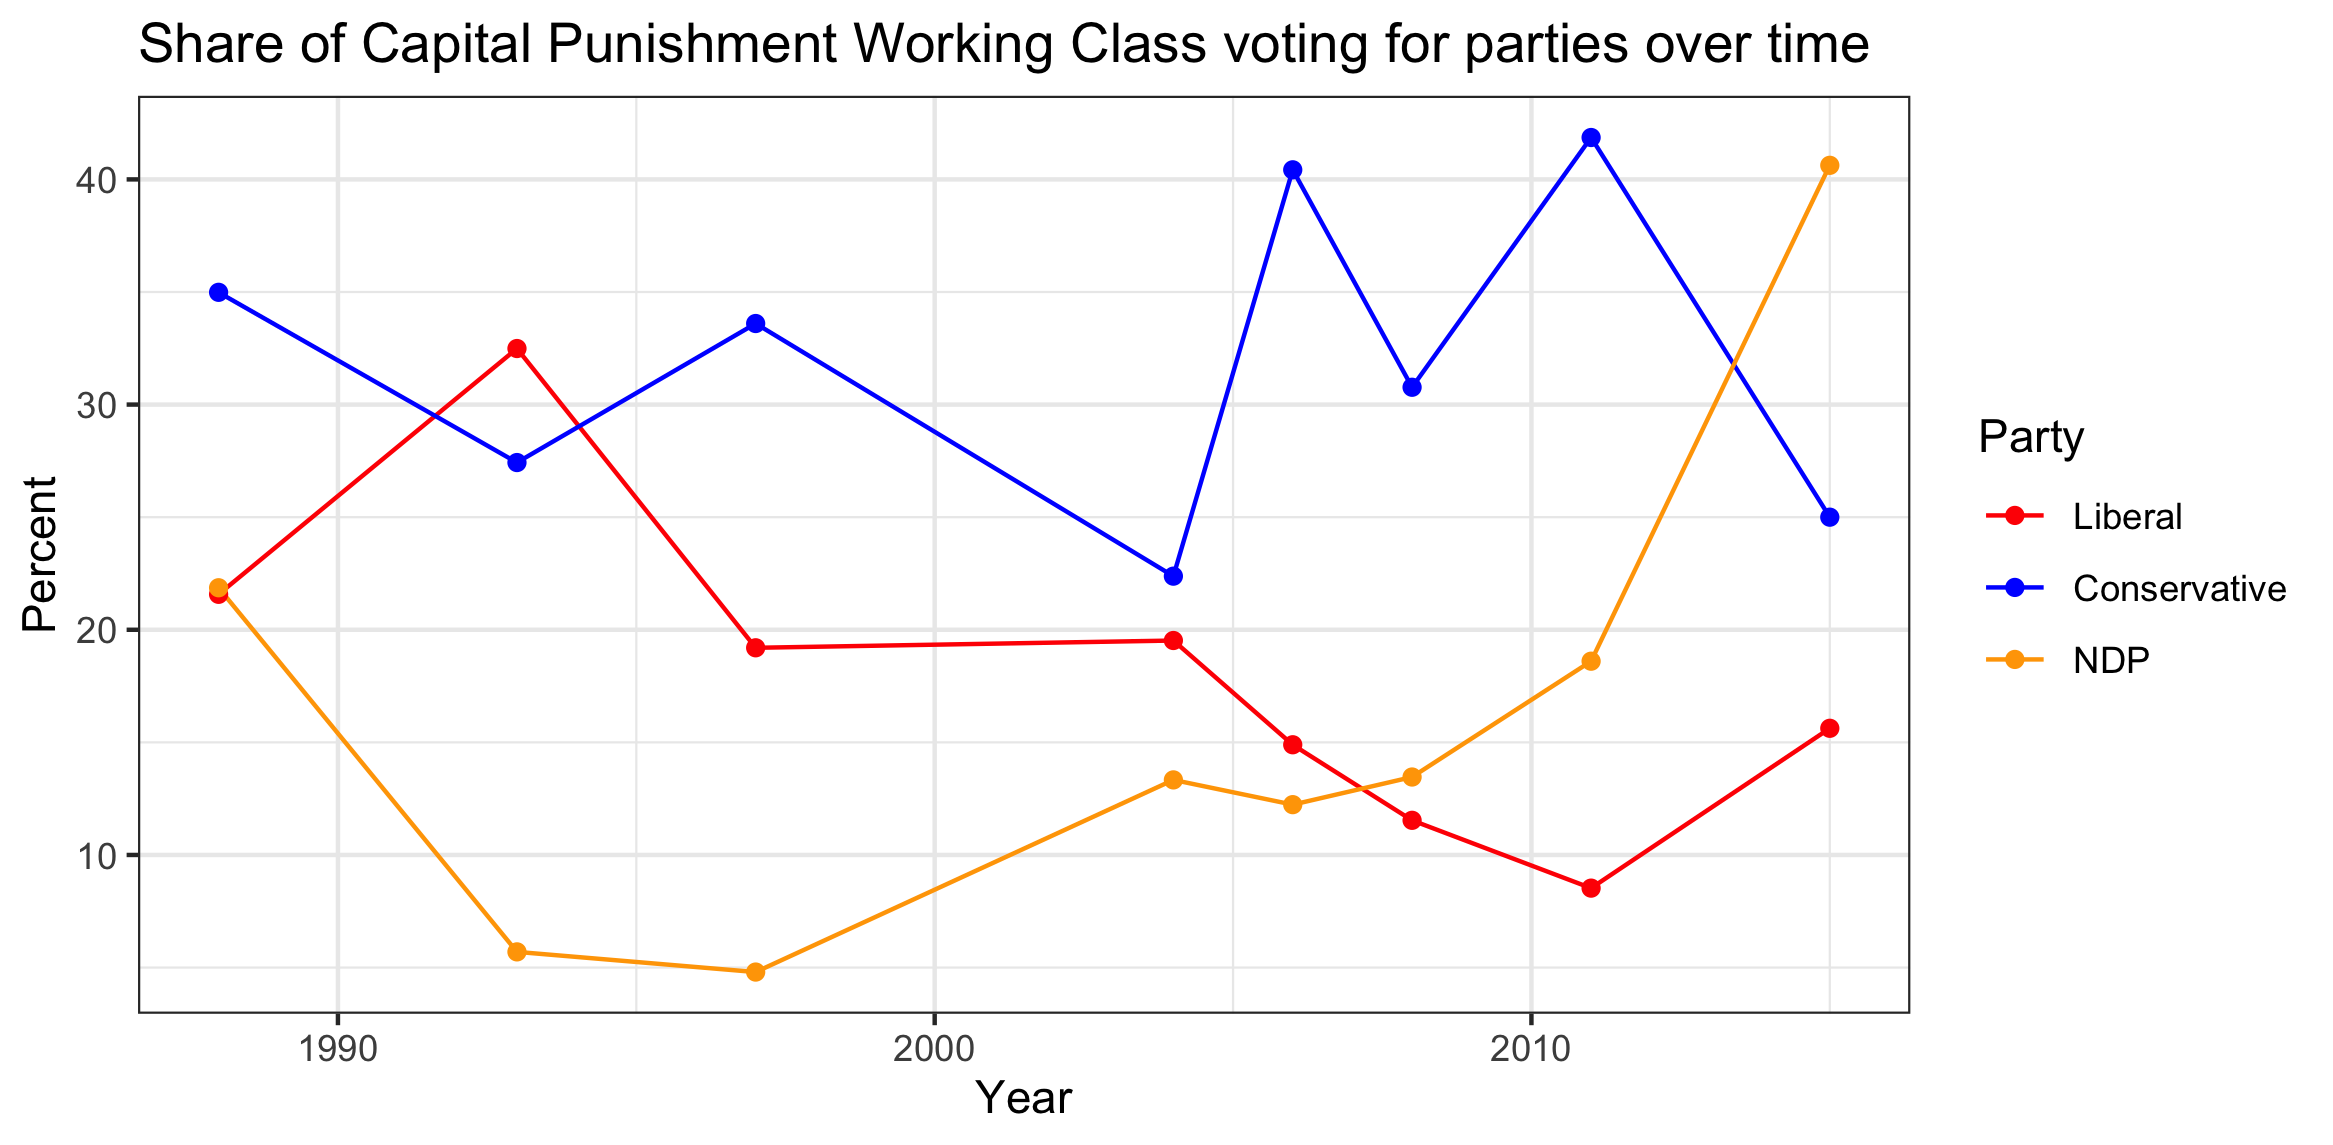 Share of Capital Punishment Working Class voting for parties over time
40
30
20
10
Percent
1990
2000
2010
Year
Party
Liberal
Conservative
NDP